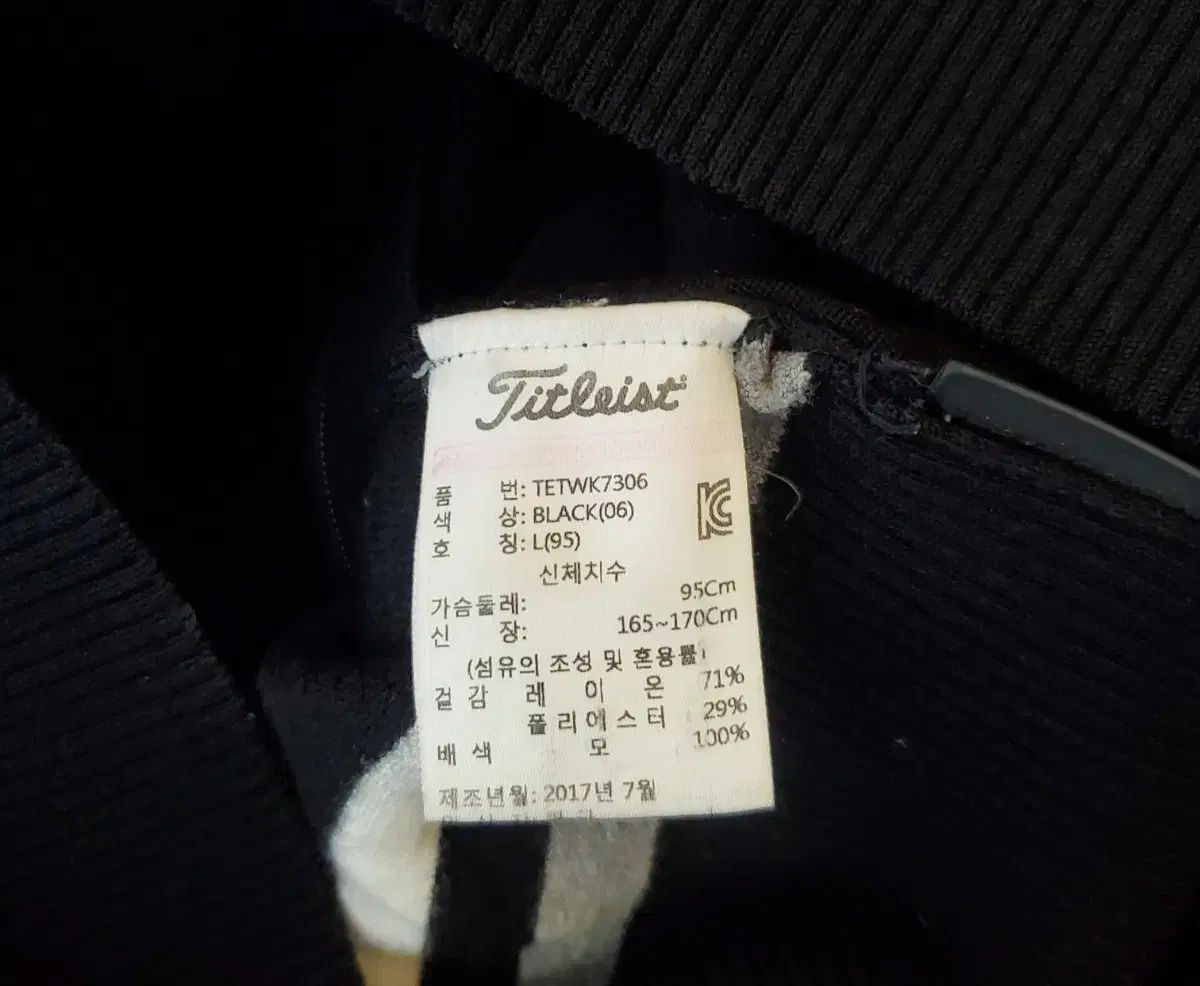 Titleist
품 번: TETWK7306
색 상: BLACK(06)
호 칭: L(95)
신체치수
가슴둘레: 95Cm
신 장: 165~170Cm
(섬유의 조성 및 혼용률)
겉감 레이온 71%
폴리에스터 29%
배색 모 100%
제조년월: 2017년 7월